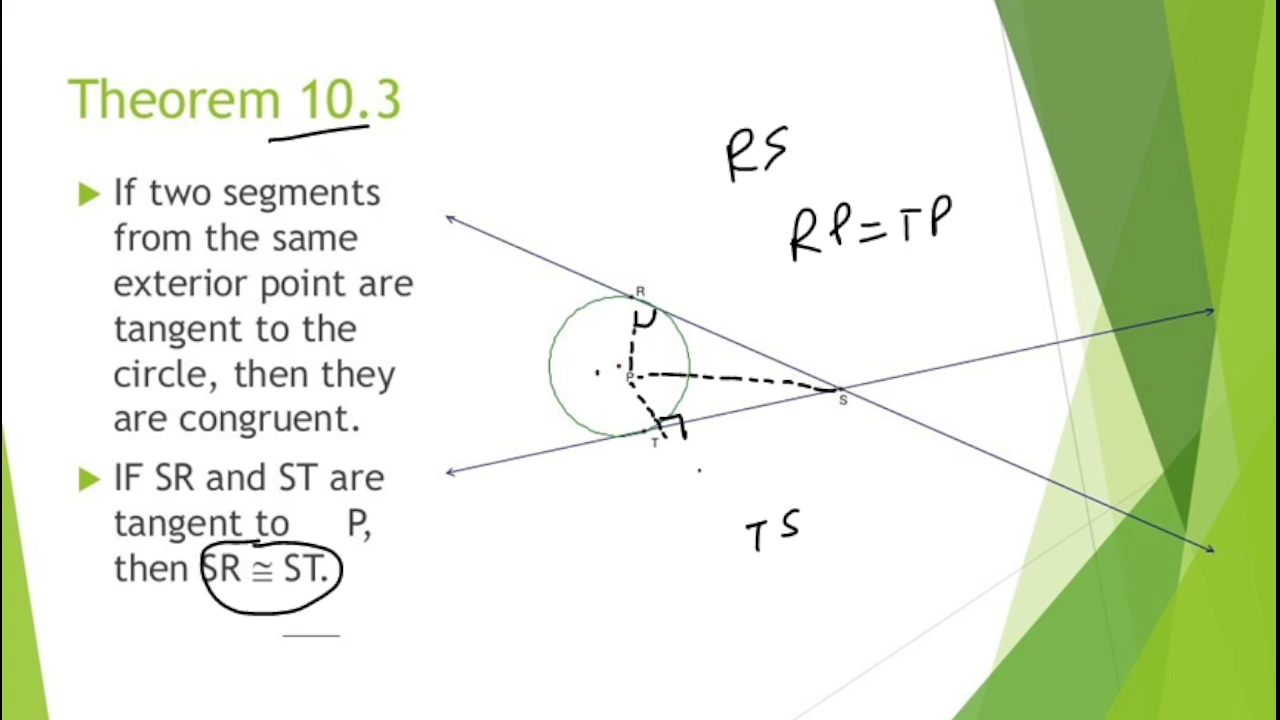 Theorem 10.3
If two segments
from the same
exterior point are
tangent to the
circle, then they
are congruent.
IF SR and ST are
tangent to P,
then SR ≅ ST.
RS
RP=TP
R
P
S
T
TS